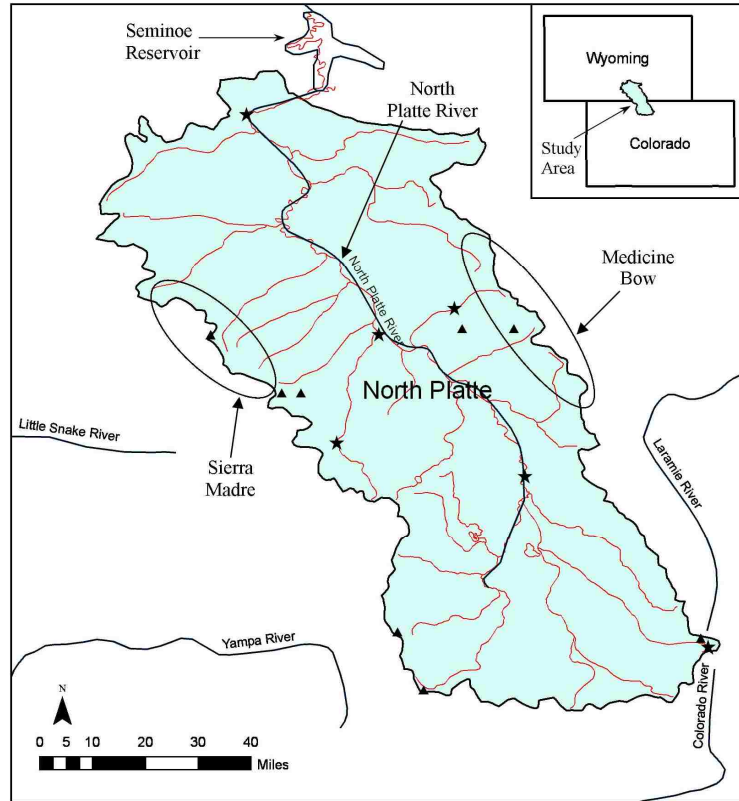 Seminoe
Reservoir
North
Platte River
Wyoming
Study
Area
Colorado
Medicine
Bow
North Platte River
North Platte
Little Snake River
Sierra
Madre
Laramie River
Yampa River
Colorado River
N
0 5 10 20 30 40
Miles